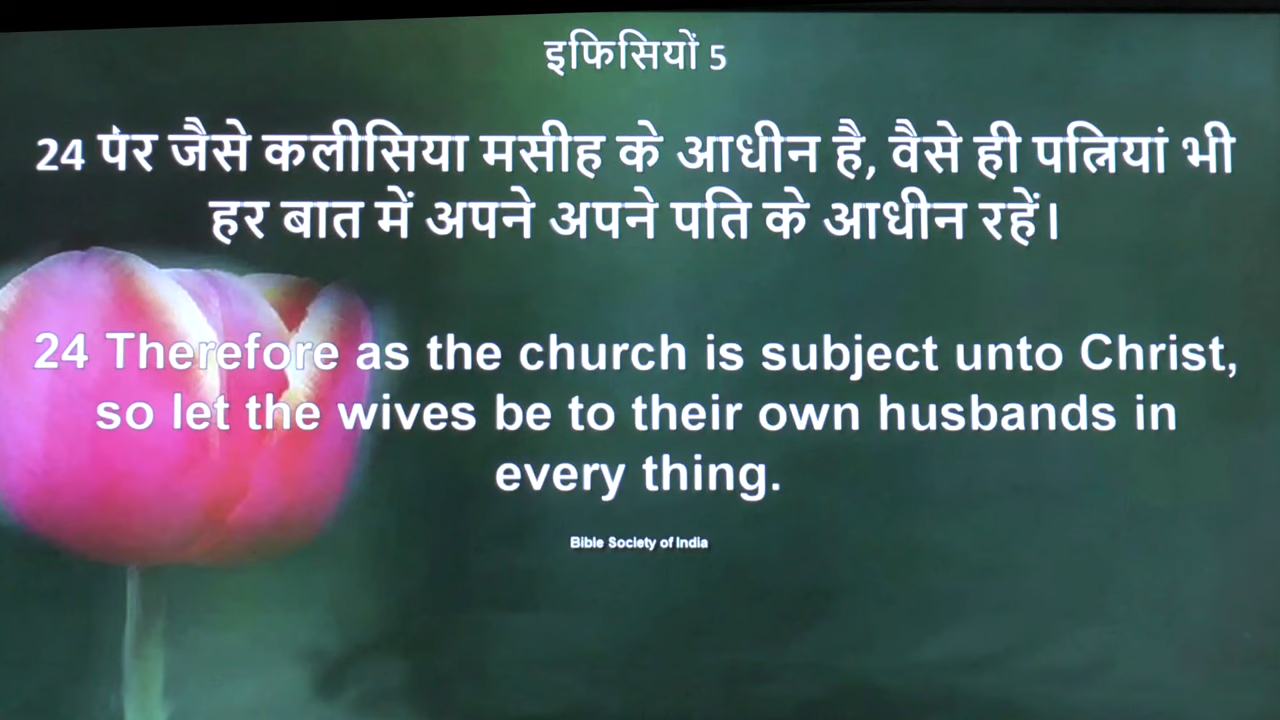 इफिसियों 5
24 पर जैसे कलीसिया मसीह के आधीन है, वैसे ही पत्नियां भी
हर बात में अपने अपने पति के आधीन रहें।
24 Therefore as the church is subject unto Christ,
so let the wives be to their own husbands in
every thing.
Bible Society of India